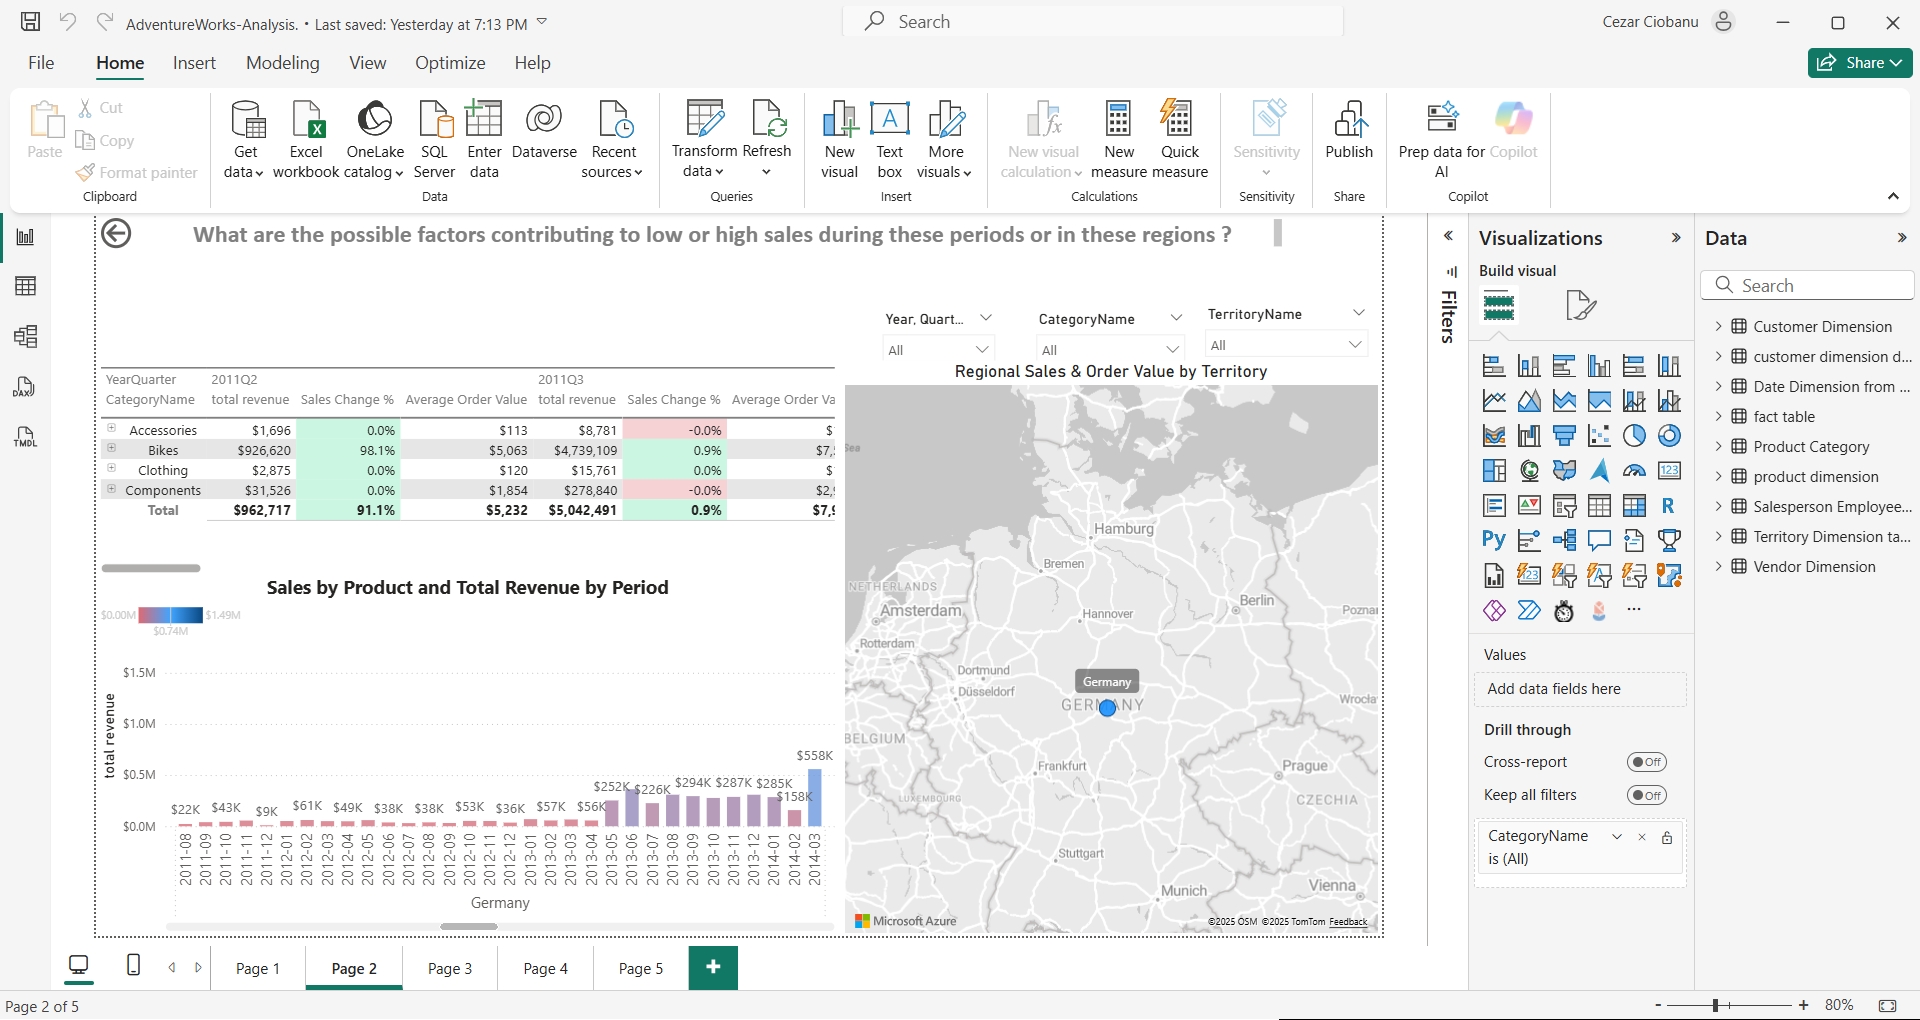 AdventureWorks-Analysis. • Last saved: Yesterday at 7:13 PM
Search
Cezar Ciobanu
File
Home
Insert
Modeling
View
Optimize
Help
Share
Paste
Cut
Copy
Format painter
Clipboard
Get data
Excel workbook
OneLake catalog
SQL Server
Enter data
Dataverse
Recent sources
Data
Transform data
Refresh
Queries
New visual
Text box
More visuals
Insert
New visual calculation
New measure
Quick measure
Calculations
Sensitivity
Sensitivity
Publish
Share
Prep data for AI
Copilot
Copilot
DAX
TMDL
What are the possible factors contributing to low or high sales during these periods or in these regions ?
Year, Quart...
All
CategoryName
All
TerritoryName
All
YearQuarter 2011Q2 2011Q3
CategoryName total revenue Sales Change % Average Order Value total revenue Sales Change % Average Order Va
Accessories $1,696 0.0% $113 $8,781 -0.0% $
Bikes $926,620 98.1% $5,063 $4,739,109 0.9% $7,
Clothing $2,875 0.0% $120 $15,761 0.0% $
Components $31,526 0.0% $1,854 $278,840 -0.0% $2,
Total $962,717 91.1% $5,232 $5,042,491 0.9% $7,
Sales by Product and Total Revenue by Period
$0.00M $1.49M
$0.74M
total revenue
$1.5M
$1.0M
$0.5M
$0.0M
$22K $43K $9K $61K $49K $38K $38K $53K $36K $57K $56K $252K $226K $294K $287K $285K $158K $558K
2011-08 2011-09 2011-10 2011-11 2011-12 2012-01 2012-02 2012-03 2012-04 2012-05 2012-06 2012-07 2012-08 2012-09 2012-10 2012-11 2012-12 2013-01 2013-02 2013-03 2013-04 2013-05 2013-06 2013-07 2013-08 2013-09 2013-10 2013-11 2013-12 2014-01 2014-02 2014-03
Germany
Regional Sales & Order Value by Territory
Sea
Hamburg
Bremen
NETHERLANDS
Amsterdam
Hannover
Berlin
Poznan
Rotterdam
Dortmund
Düsseldorf
Germany
GERMANY
Wrocła
BELGIUM
Frankfurt
Prague
LUXEMBOURG
CZECHIA
Stuttgart
Munich
Vienna
Microsoft Azure
©2025 OSM ©2025 TomTom Feedback
Filters
Visualizations
Build visual
123
R
Py
123
...
Values
Add data fields here
Drill through
Cross-report
Off
Keep all filters
Off
CategoryName
is (All)
Data
Search
Customer Dimension
customer dimension d...
Date Dimension from ...
fact table
Product Category
product dimension
Salesperson Employee...
Territory Dimension ta...
Vendor Dimension
Page 1
Page 2
Page 3
Page 4
Page 5
+
Page 2 of 5
- + 80%